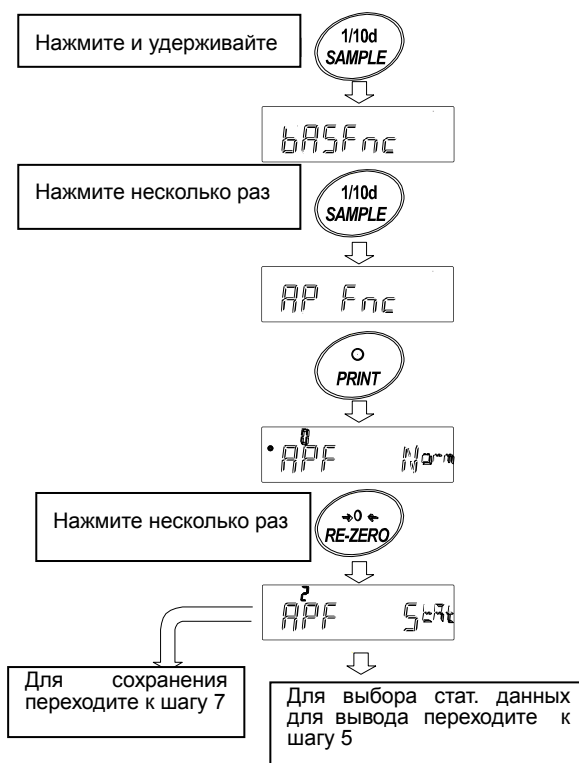 Нажмите и удерживайте
1/10d
SAMPLE
bASFnc
Нажмите несколько раз
1/10d
SAMPLE
AP Fnc
PRINT
0
APF Norm
Нажмите несколько раз
→0←
RE-ZERO
2
APF StAt
Для сохранения
переходите к шагу 7
Для выбора стат. данных
для вывода переходите к
шагу 5